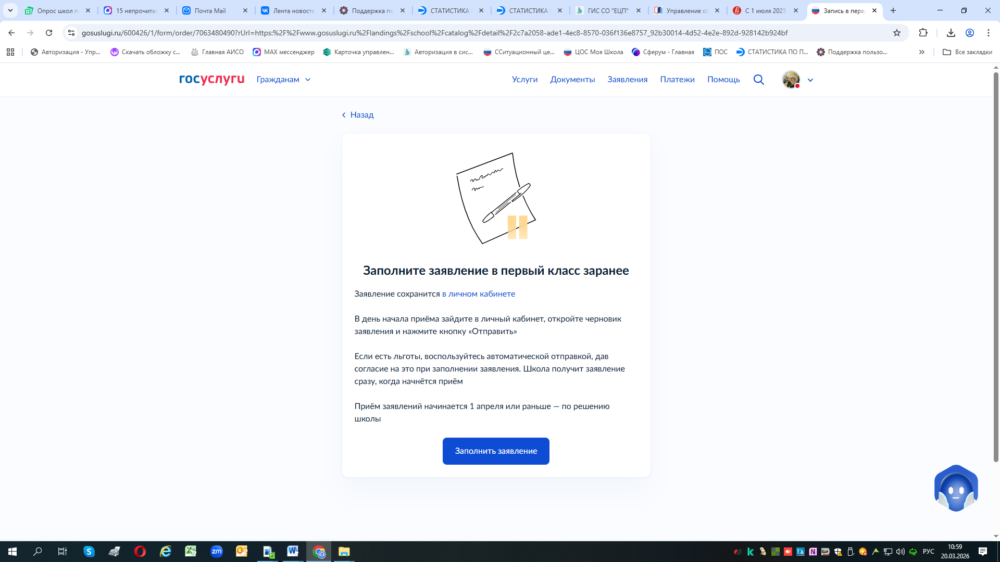 Опрос школ п
15 непрочитан
Почта Mail
Лента новосте
Поддержка по
СТАТИСТИКА
СТАТИСТИКА
ГИС СО "ЕЦП"
Управление об
С 1 июля 2025
Запись в перв
gosuslugi.ru/600426/1/form/order/7063480490?rUrl=https:%2F%2Fwww.gosuslugi.ru%2Flandings%2Fschool%2Fcatalog%2Fdetail%2F2c7a2058-ade1-4ec8-8570-036f136e8757_92b30014-4d52-4e2e-892d-928142b924bf
Авторизация - Упр...
Скачать обложку с...
Главная АИСО
MAX мессенджер
Карточка управлен...
Авторизация в сис...
ССитуационный це...
ЦОС Моя Школа
Сферум - Главная
ПОС
СТАТИСТИКА ПО П...
Поддержка пользо...
Все закладки
госуслуги
Гражданам
Услуги
Документы
Заявления
Платежи
Помощь
Назад
Заполните заявление в первый класс заранее
Заявление сохранится в личном кабинете
В день начала приёма зайдите в личный кабинет, откройте черновик
заявления и нажмите кнопку «Отправить»
Если есть льготы, воспользуйтесь автоматической отправкой, дав
согласие на это при заполнении заявления. Школа получит заявление
сразу, когда начнётся приём
Приём заявлений начинается 1 апреля или раньше — по решению
школы
Заполнить заявление
zm
РУС
10:59
20.03.2026